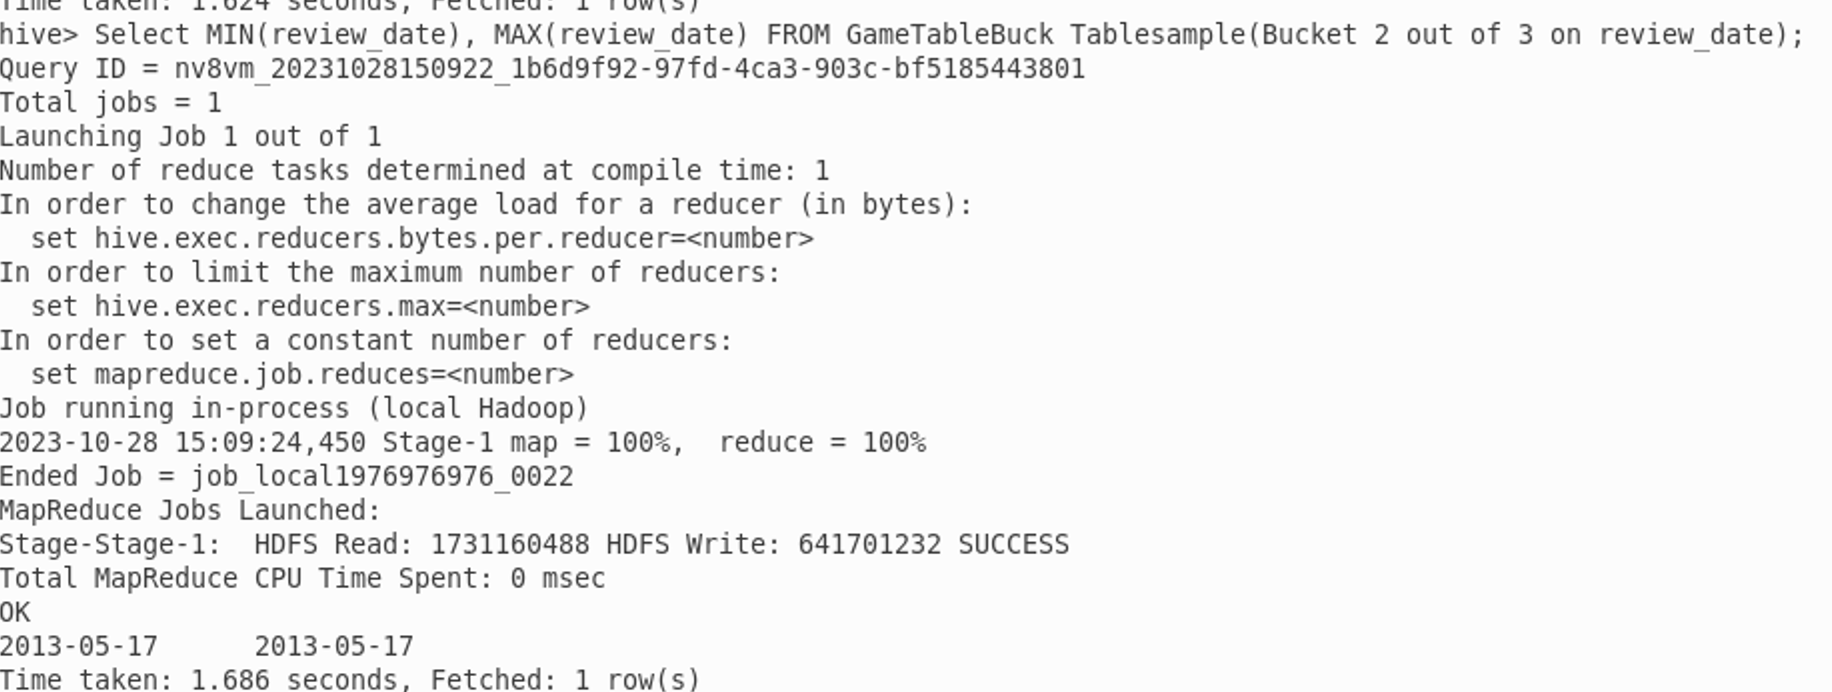 Time taken: 1.624 seconds, Fetched: 1 row(s)
hive> Select MIN(review_date), MAX(review_date) FROM GameTableBuck Tablesample(Bucket 2 out of 3 on review_date);
Query ID = nv8vm_20231028150922_1b6d9f92-97fd-4ca3-903c-bf5185443801
Total jobs = 1
Launching Job 1 out of 1
Number of reduce tasks determined at compile time: 1
In order to change the average load for a reducer (in bytes):
  set hive.exec.reducers.bytes.per.reducer=<number>
In order to limit the maximum number of reducers:
  set hive.exec.reducers.max=<number>
In order to set a constant number of reducers:
  set mapreduce.job.reduces=<number>
Job running in-process (local Hadoop)
2023-10-28 15:09:24,450 Stage-1 map = 100%,  reduce = 100%
Ended Job = job_local1976976976_0022
MapReduce Jobs Launched:
Stage-Stage-1:  HDFS Read: 1731160488 HDFS Write: 641701232 SUCCESS
Total MapReduce CPU Time Spent: 0 msec
OK
2013-05-17      2013-05-17
Time taken: 1.686 seconds, Fetched: 1 row(s)